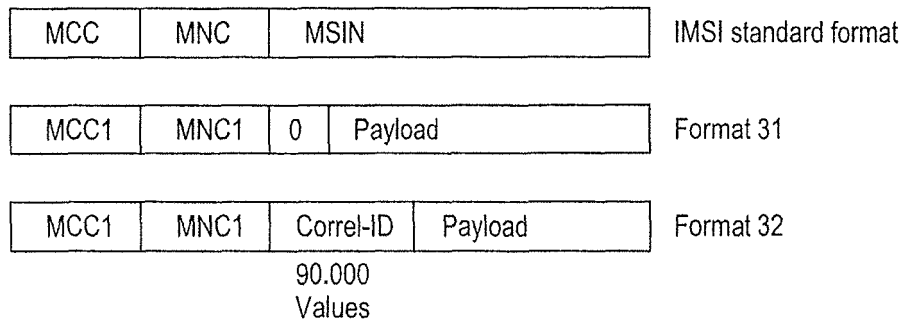 MCC MNC MSIN IMSI standard format
MCC1 MNC1 0 Payload Format 31
MCC1 MNC1 Correl-ID Payload Format 32
90.000
Values